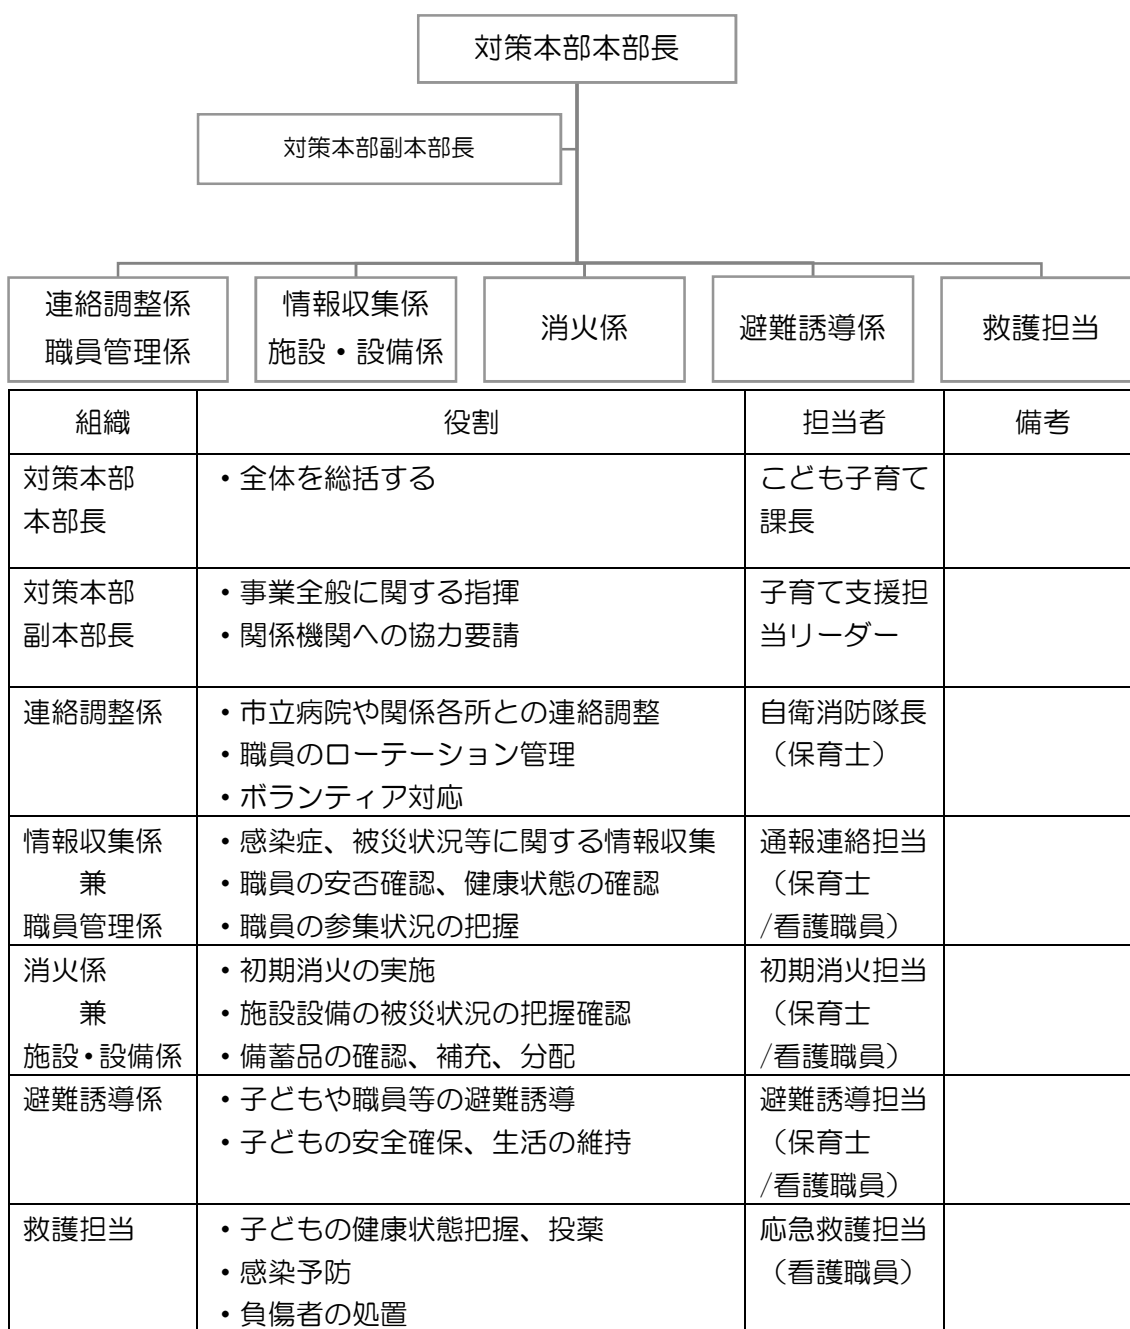 対策本部本部長
対策本部副本部長
連絡調整係
職員管理係
情報収集係
施設・設備係
消火係
避難誘導係
救護担当
組織
役割
担当者
備考
対策本部
本部長
・全体を総括する
こども子育て
課長
対策本部
副本部長
・事業全般に関する指揮
・関係機関への協力要請
子育て支援担
当リーダー
連絡調整係
・市立病院や関係各所との連絡調整
・職員のローテーション管理
・ボランティア対応
自衛消防隊長
（保育士）
情報収集係
兼
職員管理係
・感染症、被災状況等に関する情報収集
・職員の安否確認、健康状態の確認
・職員の参集状況の把握
通報連絡担当
（保育士
/看護職員）
消火係
兼
施設・設備係
・初期消火の実施
・施設設備の被災状況の把握確認
・備蓄品の確認、補充、分配
初期消火担当
（保育士
/看護職員）
避難誘導係
・子どもや職員等の避難誘導
・子どもの安全確保、生活の維持
避難誘導担当
（保育士
/看護職員）
救護担当
・子どもの健康状態把握、投薬
・感染予防
・負傷者の処置
応急救護担当
（看護職員）